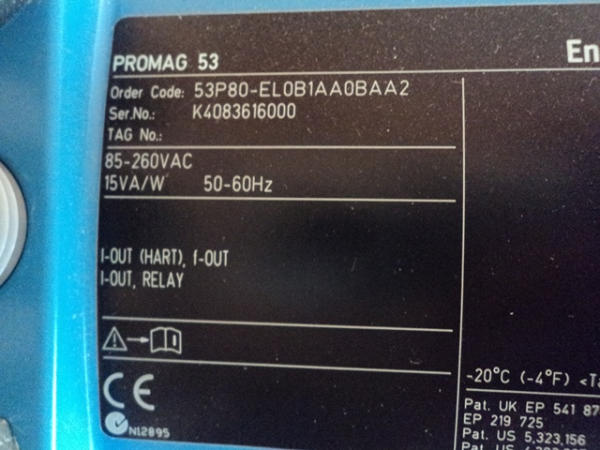 PROMAG 53
En
Order Code: 53P80-EL0B1AA0BAA2
Ser.No.: K4083616000
TAG No.:
85-260VAC
15VA/W 50-60Hz
I-OUT (HART), f-OUT
I-OUT, RELAY
CE
N12895
-20°C (-4°F) <Ta
Pat. UK EP 541 87
EP 219 725
Pat. US 5,323,156